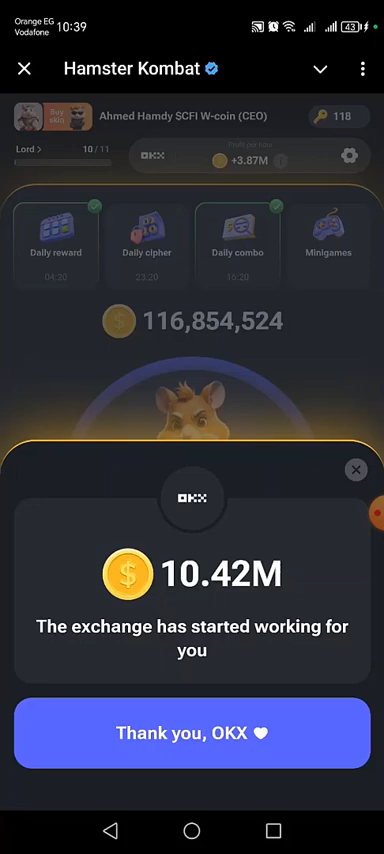 Orange EG
Vodafone
10:39
43
Hamster Kombat
Buy
skin
Ahmed Hamdy $CFI W-coin (CEO)
118
Lord >
10 / 11
OKX
Profit per hour
+3.87M
Daily reward
04:20
Daily cipher
23:20
Daily combo
16:20
Minigames
116,854,524
OKX
10.42M
The exchange has started working for
you
Thank you, OKX